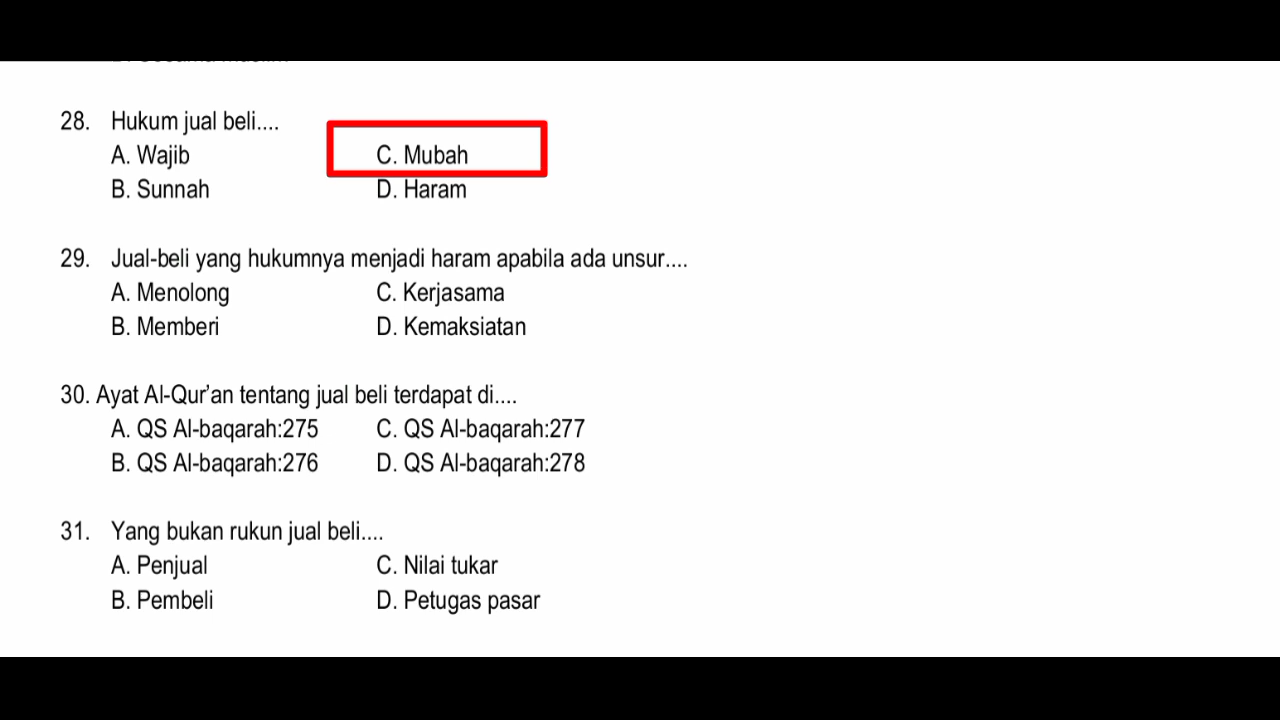 28. Hukum jual beli....
A. Wajib C. Mubah
B. Sunnah D. Haram
29. Jual-beli yang hukumnya menjadi haram apabila ada unsur....
A. Menolong C. Kerjasama
B. Memberi D. Kemaksiatan
30. Ayat Al-Qur’an tentang jual beli terdapat di....
A. QS Al-baqarah:275 C. QS Al-baqarah:277
B. QS Al-baqarah:276 D. QS Al-baqarah:278
31. Yang bukan rukun jual beli....
A. Penjual C. Nilai tukar
B. Pembeli D. Petugas pasar